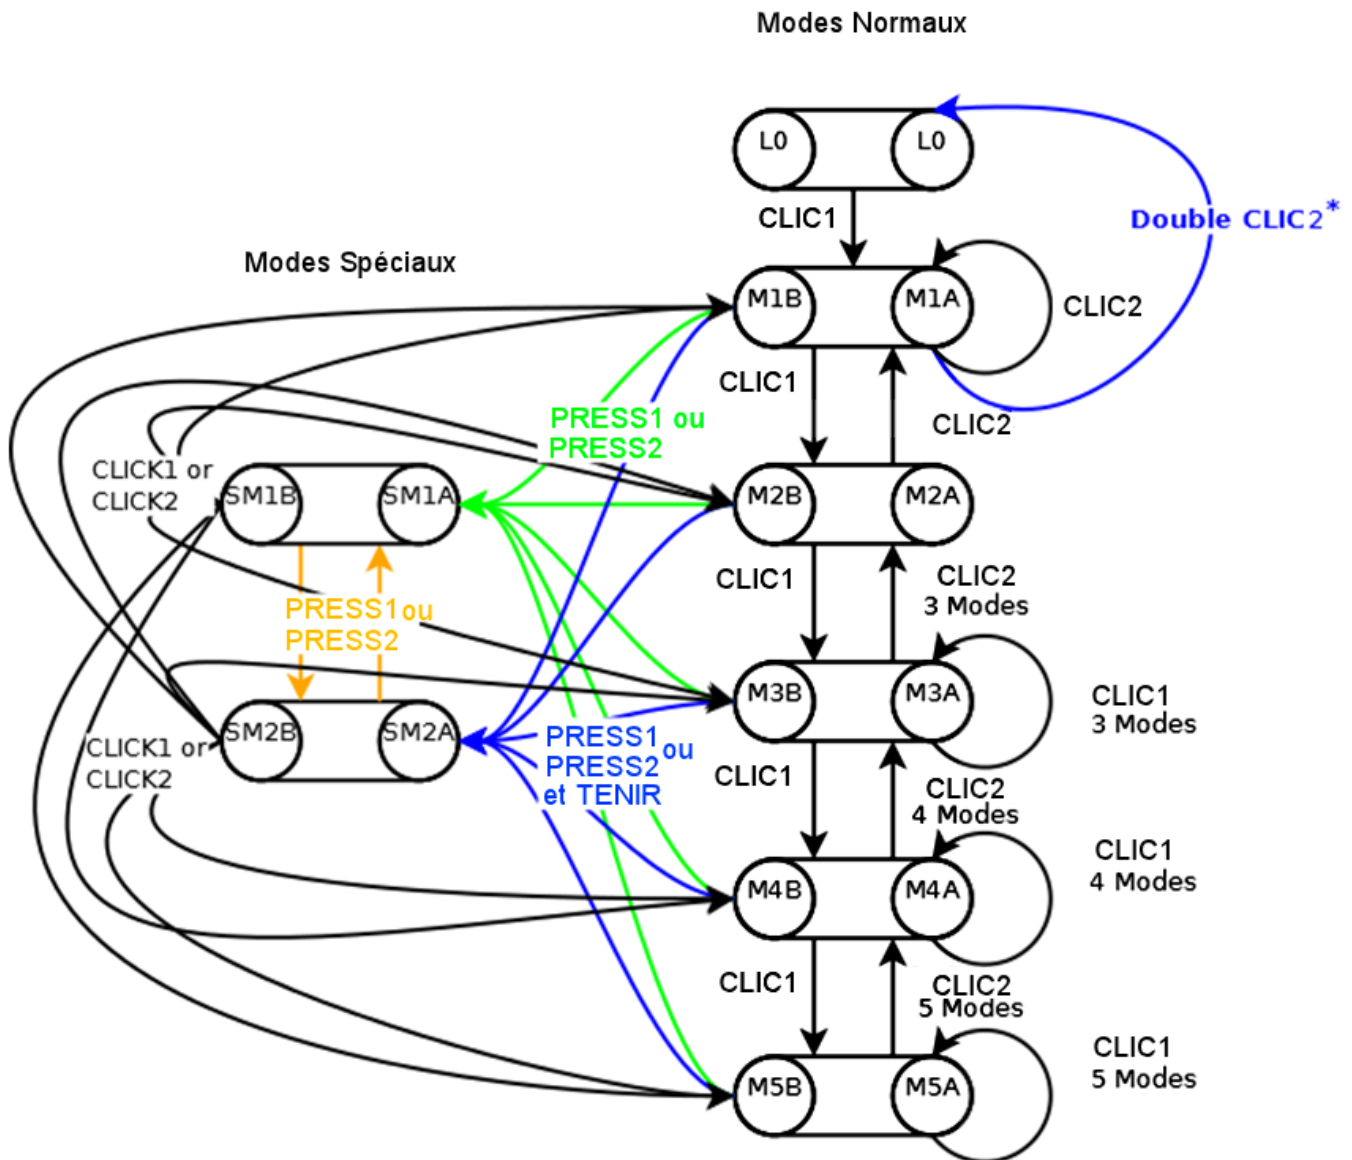 Modes Normaux
L0
L0
CLIC1
Double CLIC2*
Modes Spéciaux
M1B
M1A
CLIC2
CLIC1
PRESS1 ou
PRESS2
CLIC2
CLICK1 or
CLICK2
SM1B
SM1A
M2B
M2A
CLIC1
CLIC2
3 Modes
PRESS1 ou
PRESS2
M3B
M3A
CLIC1
3 Modes
SM2B
SM2A
CLICK1 or
CLICK2
PRESS1 ou
PRESS2
et TENIR
CLIC1
CLIC2
4 Modes
M4B
M4A
CLIC1
4 Modes
CLIC1
CLIC2
5 Modes
M5B
M5A
CLIC1
5 Modes